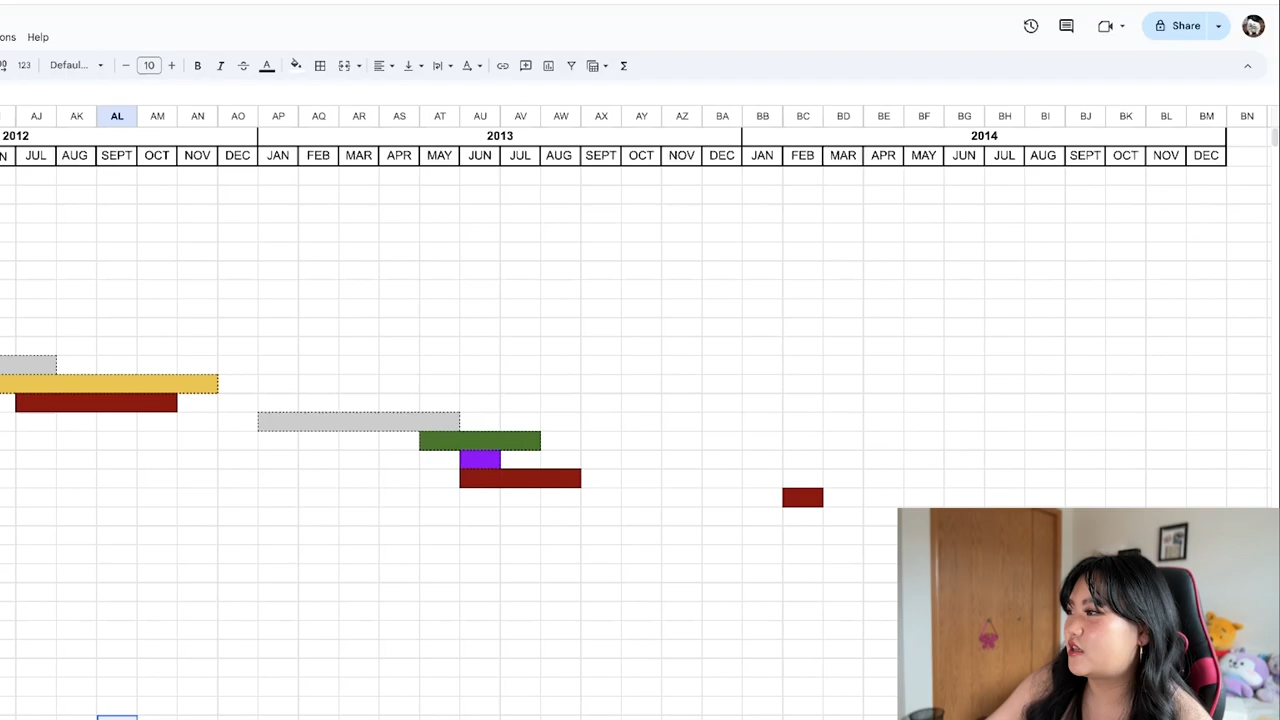 ons Help
Share
00 123 Defaul... − 10 + B I A Σ
AJ AK AL AM AN AO AP AQ AR AS AT AU AV AW AX AY AZ BA BB BC BD BE BF BG BH BI BJ BK BL BM BN
2012 2013 2014
N JUL AUG SEPT OCT NOV DEC JAN FEB MAR APR MAY JUN JUL AUG SEPT OCT NOV DEC JAN FEB MAR APR MAY JUN JUL AUG SEPT OCT NOV DEC